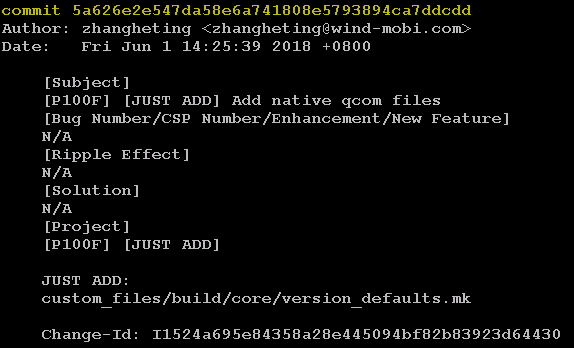 commit 5a626e2e547da58e6a741808e5793894ca7ddcdd
Author: zhangheting <zhangheting@wind-mobi.com>
Date:   Fri Jun 1 14:25:39 2018 +0800
[Subject]
[P100F] [JUST ADD] Add native qcom files
[Bug Number/CSP Number/Enhancement/New Feature]
N/A
[Ripple Effect]
N/A
[Solution]
N/A
[Project]
[P100F] [JUST ADD]
JUST ADD:
custom_files/build/core/version_defaults.mk
Change-Id: I1524a695e84358a28e445094bf82b83923d64430